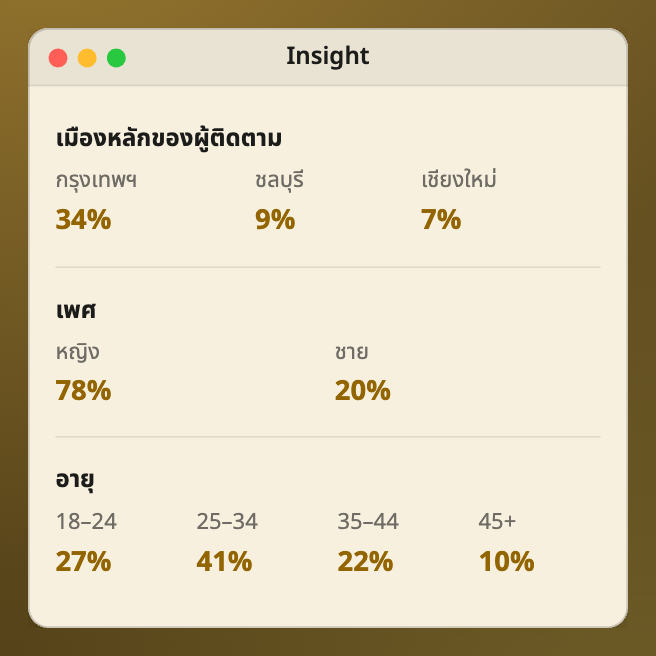 Insight
เมืองหลักของผู้ติดตาม
กรุงเทพฯ ชลบุรี เชียงใหม่
34% 9% 7%
เพศ
หญิง ชาย
78% 20%
อายุ
18–24 25–34 35–44 45+
27% 41% 22% 10%